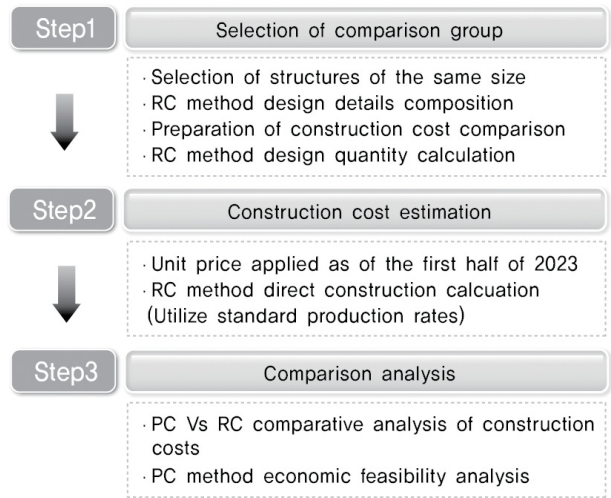 Step1
Selection of comparison group
· Selection of structures of the same size
· RC method design details composition
· Preparation of construction cost comparison
· RC method design quantity calculation
Step2
Construction cost estimation
· Unit price applied as of the first half of 2023
· RC method direct construction calcuation
(Utilize standard production rates)
Step3
Comparison analysis
· PC Vs RC comparative analysis of construction
costs
· PC method economic feasibility analysis